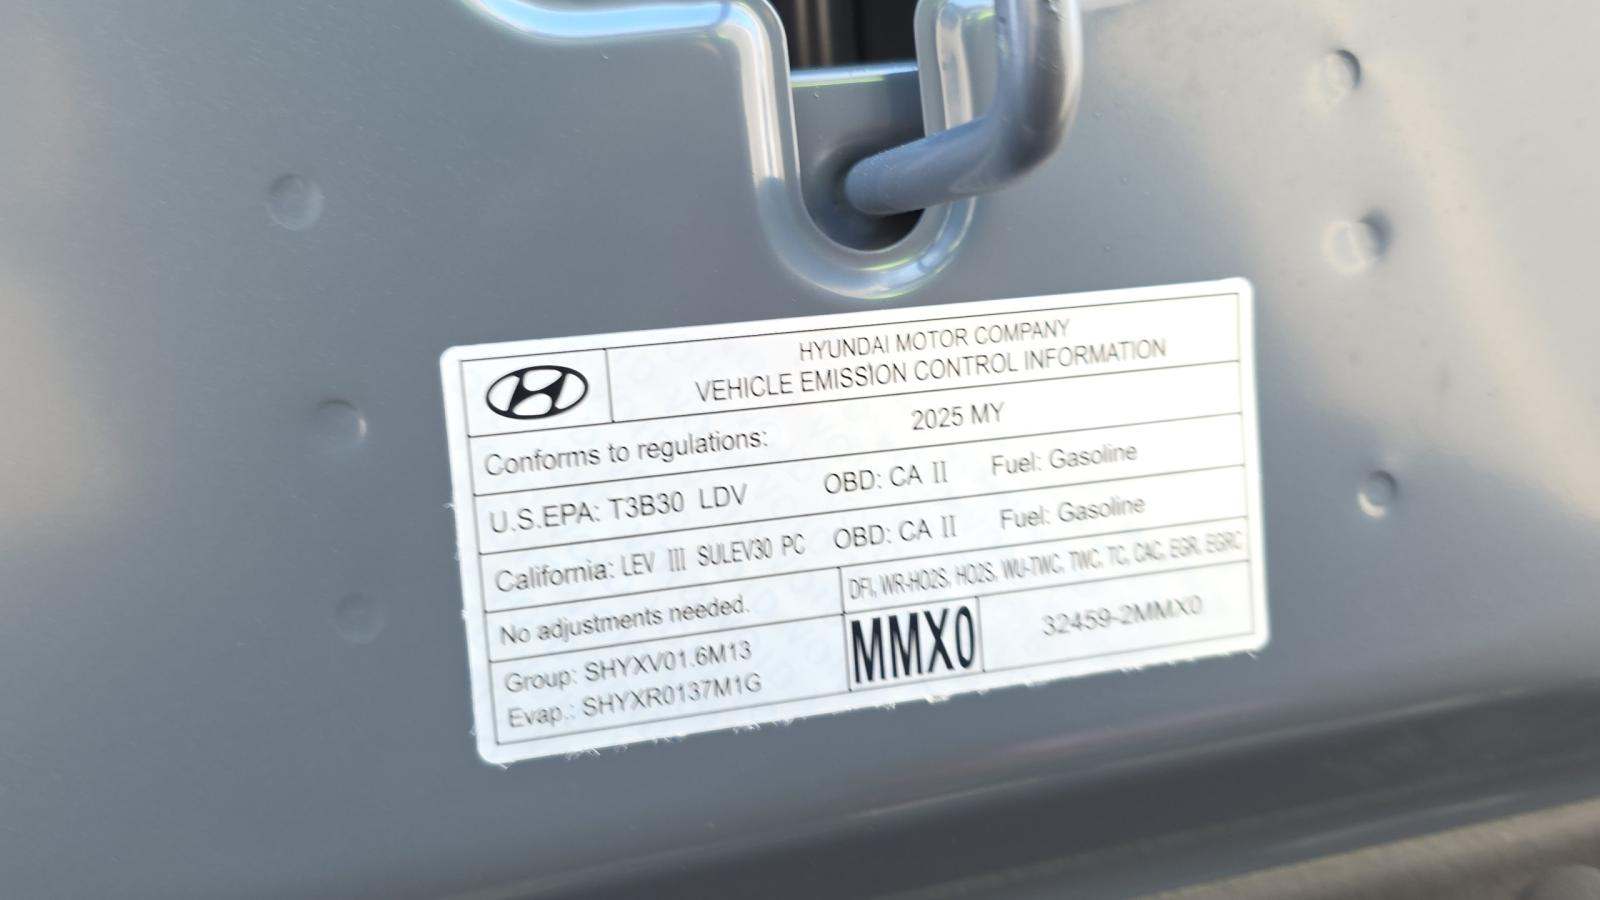 HYUNDAI MOTOR COMPANY
VEHICLE EMISSION CONTROL INFORMATION
Conforms to regulations: 2025 MY
U.S.EPA: T3B30 LDV OBD: CA II Fuel: Gasoline
California: LEV III SULEV30 PC OBD: CA II Fuel: Gasoline
No adjustments needed. DFI, WR-HO2S, HO2S, WU-TWC, TWC, TC, CAC, EGR, EGRC
Group: SHYXV01.6M13
Evap.: SHYXR0137M1G
MMX0
32459-2MMX0